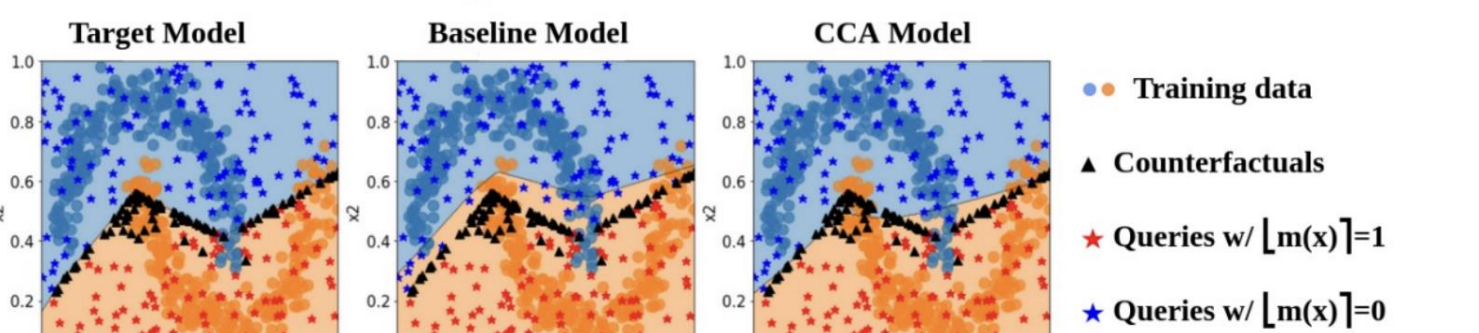 Target Model Baseline Model CCA Model
1.0 1.0 1.0
0.8 0.8 0.8
0.6 0.6 0.6
x2 x2 x2
0.4 0.4 0.4
0.2 0.2 0.2
Training data
Counterfactuals
Queries w/ ⌊m(x)⌉=1
Queries w/ ⌊m(x)⌉=0